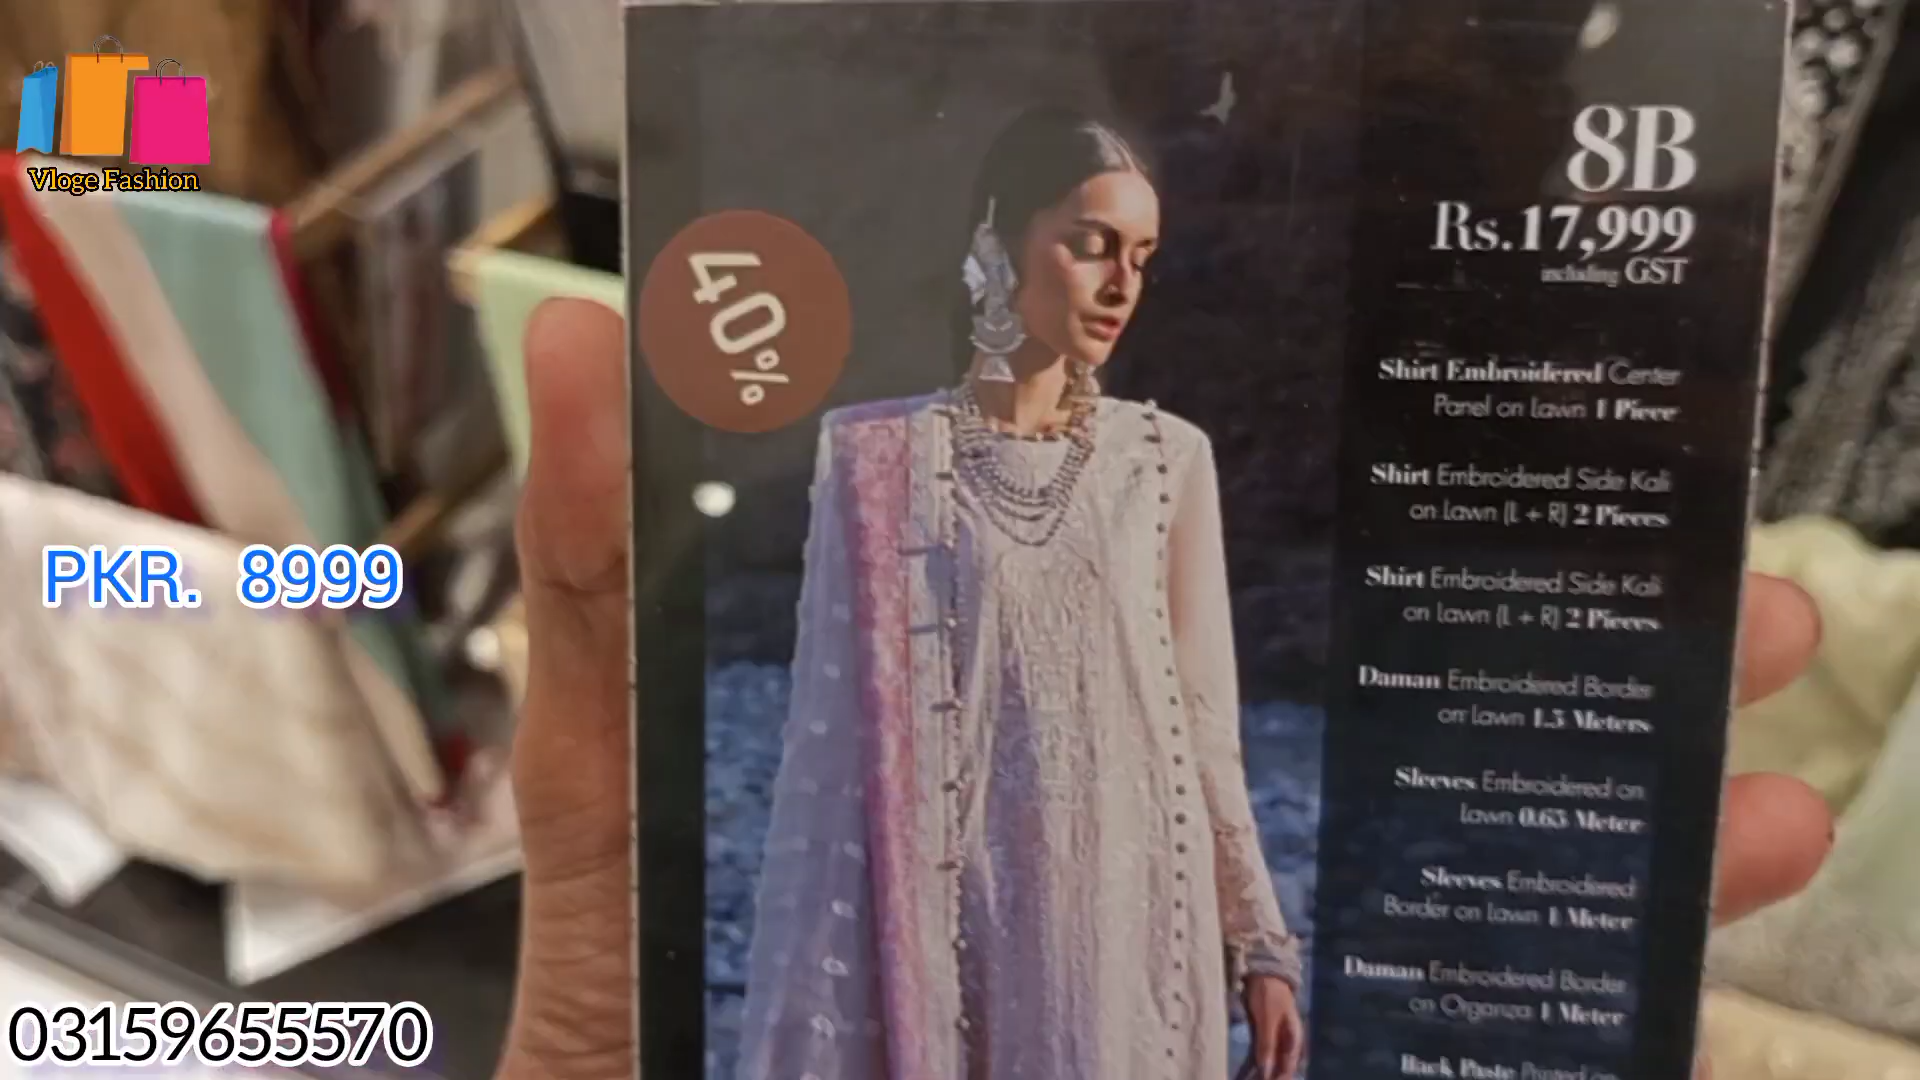 Vloge Fashion
PKR. 8999
03159655570
40%
8B
Rs.17,999
including GST
Shirt Embroidered Center
Panel on Lawn 1 Piece
Shirt Embroidered Side Kali
on Lawn (L + R) 2 Pieces
Shirt Embroidered Side Kali
on Lawn (L + R) 2 Pieces
Daman Embroidered Border
on Lawn 1.5 Meters
Sleeves Embroidered on
Lawn 0.65 Meter
Sleeves Embroidered
Border on Lawn 1 Meter
Daman Embroidered Border
on Organza 1 Meter
Back Printed on